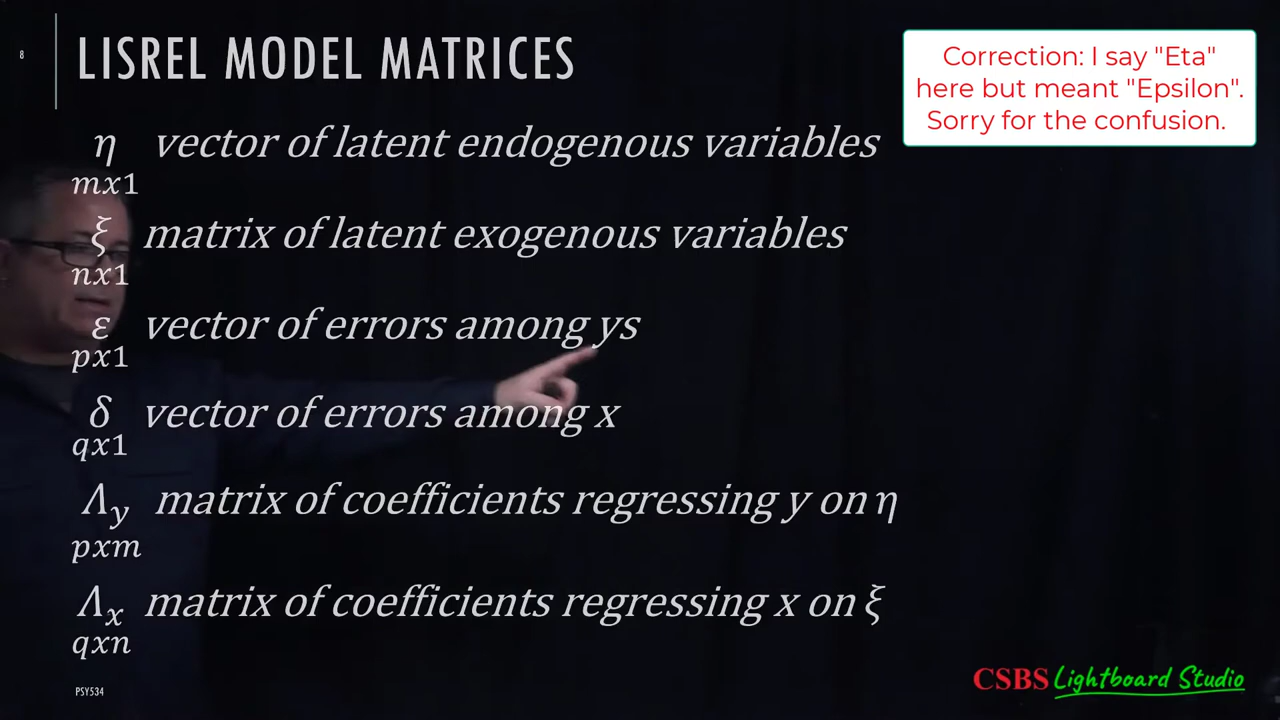 8
LISREL MODEL MATRICES
Correction: I say "Eta"
here but meant "Epsilon".
Sorry for the confusion.
η vector of latent endogenous variables
mx1
ξ matrix of latent exogenous variables
nx1
ε vector of errors among ys
px1
δ vector of errors among x
qx1
Λy matrix of coefficients regressing y on η
pxm
Λx matrix of coefficients regressing x on ξ
qxn
PSY534
CSBS Lightboard Studio